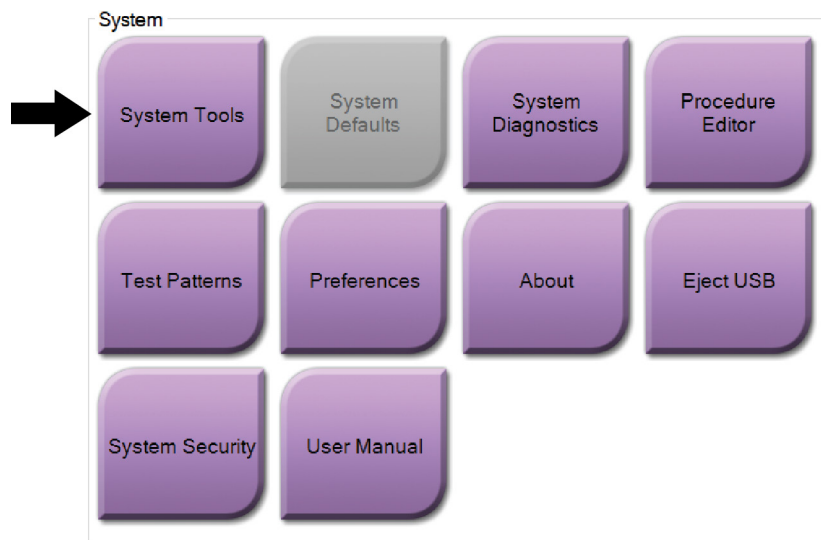 System
System Tools
System
Defaults
System
Diagnostics
Procedure
Editor
Test Patterns
Preferences
About
Eject USB
System Security
User Manual